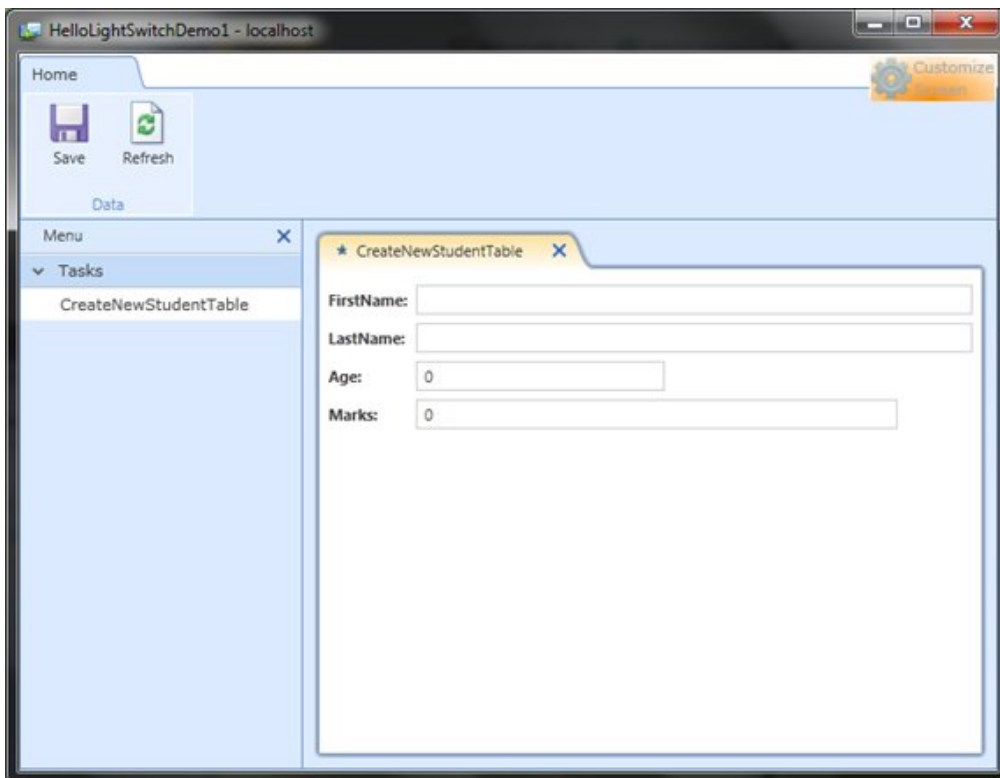 HelloLightSwitchDemo1 - localhost
Home
Customize
Screen
Save
Refresh
Data
Menu
Tasks
CreateNewStudentTable
* CreateNewStudentTable
FirstName:
LastName:
Age: 0
Marks: 0